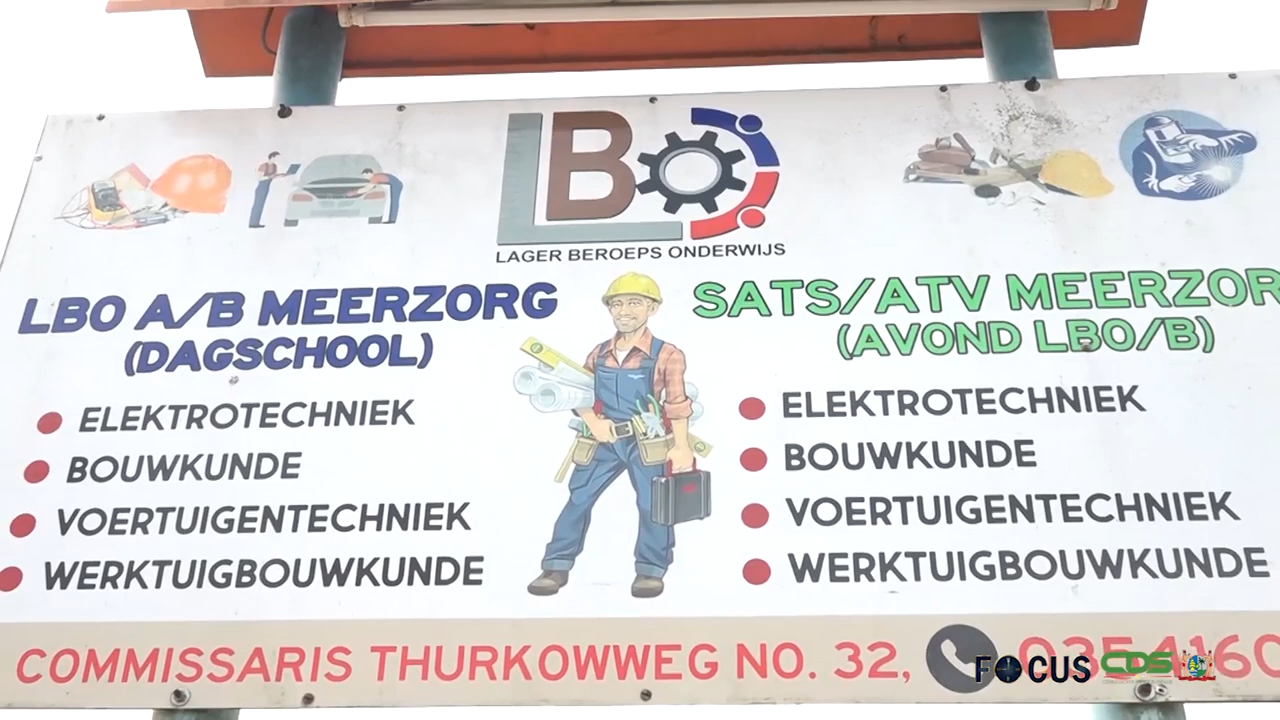 LBO
LAGER BEROEPS ONDERWIJS
LBO A/B MEERZORG
(DAGSCHOOL)
ELEKTROTECHNIEK
BOUWKUNDE
VOERTUIGENTECHNIEK
WERKTUIGBOUWKUNDE
SATS/ATV MEERZOR
(AVOND LBO/B)
ELEKTROTECHNIEK
BOUWKUNDE
VOERTUIGENTECHNIEK
WERKTUIGBOUWKUNDE
COMMISSARIS THURKOWWEG NO. 32,
FOCUS CDS